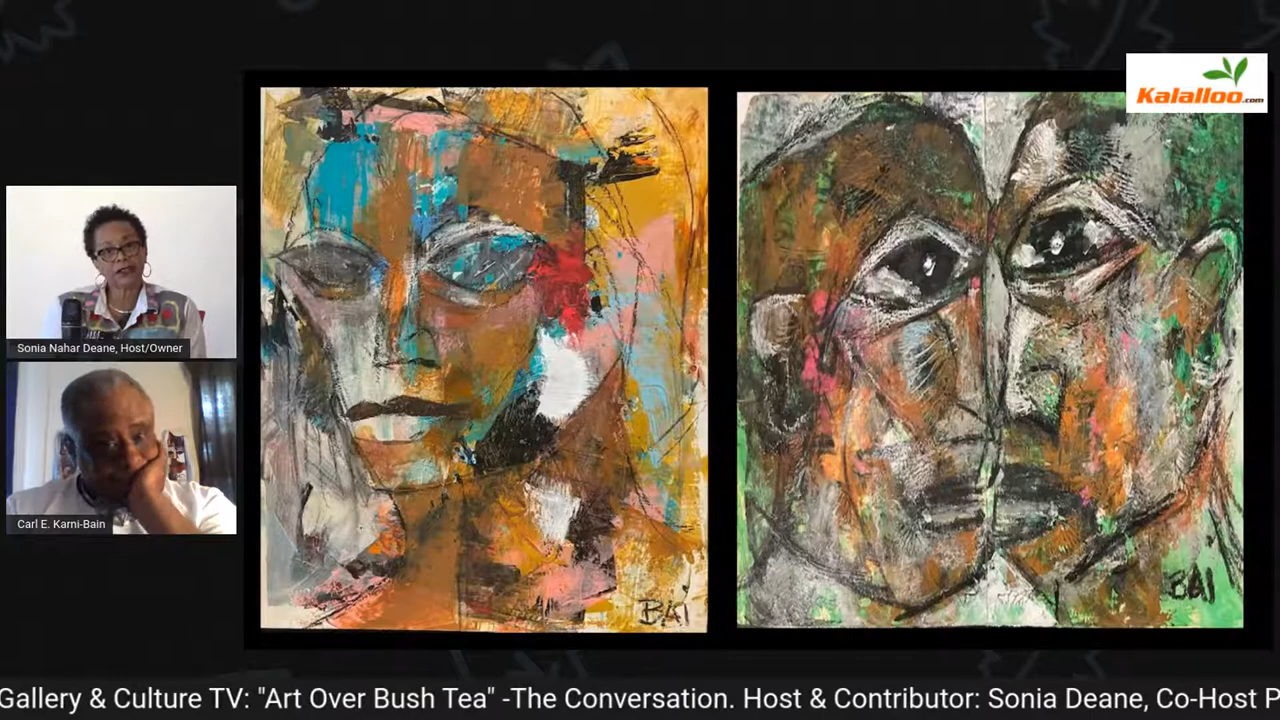 Kalalloo.com
Sonia Nahar Deane, Host/Owner
Carl E. Karni-Bain
BAI
BAI
Gallery & Culture TV: "Art Over Bush Tea" -The Conversation. Host & Contributor: Sonia Deane, Co-Host P